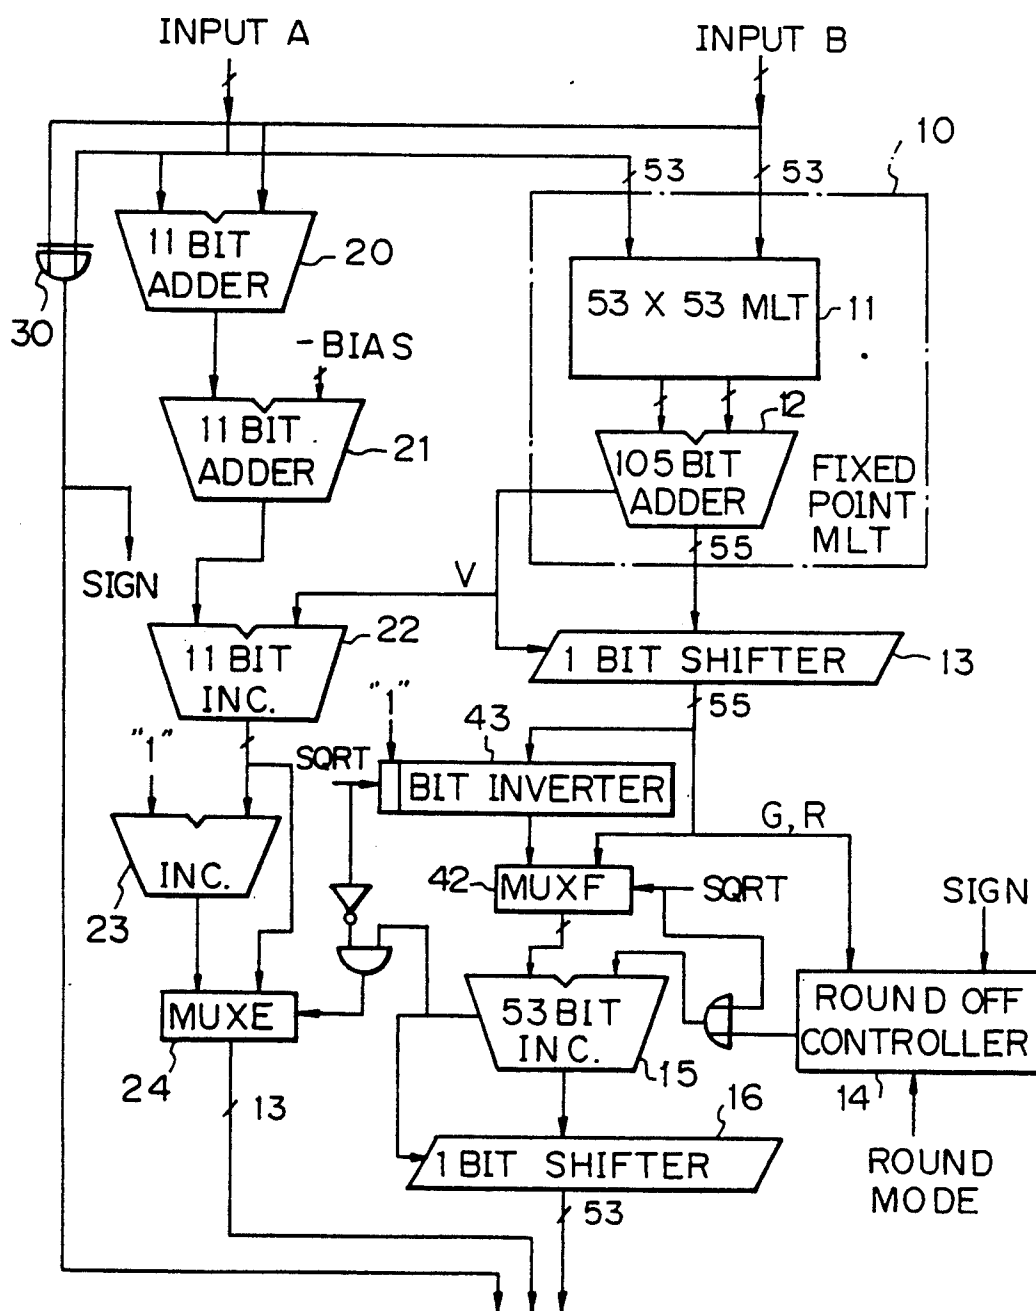 INPUT A
INPUT B
10
53
53
11 BIT
ADDER
20
53 X 53 MLT
11
30
-BIAS
12
11 BIT
ADDER
21
105 BIT
ADDER
FIXED
POINT
MLT
55
SIGN
V
22
11 BIT
INC.
1 BIT SHIFTER
13
55
"1"
43
"1"
SQRT
BIT INVERTER
G, R
INC.
23
42
MUXF
SQRT
SIGN
MUXE
24
53 BIT
INC.
15
ROUND OFF
CONTROLLER
14
13
16
1 BIT SHIFTER
ROUND
MODE
53